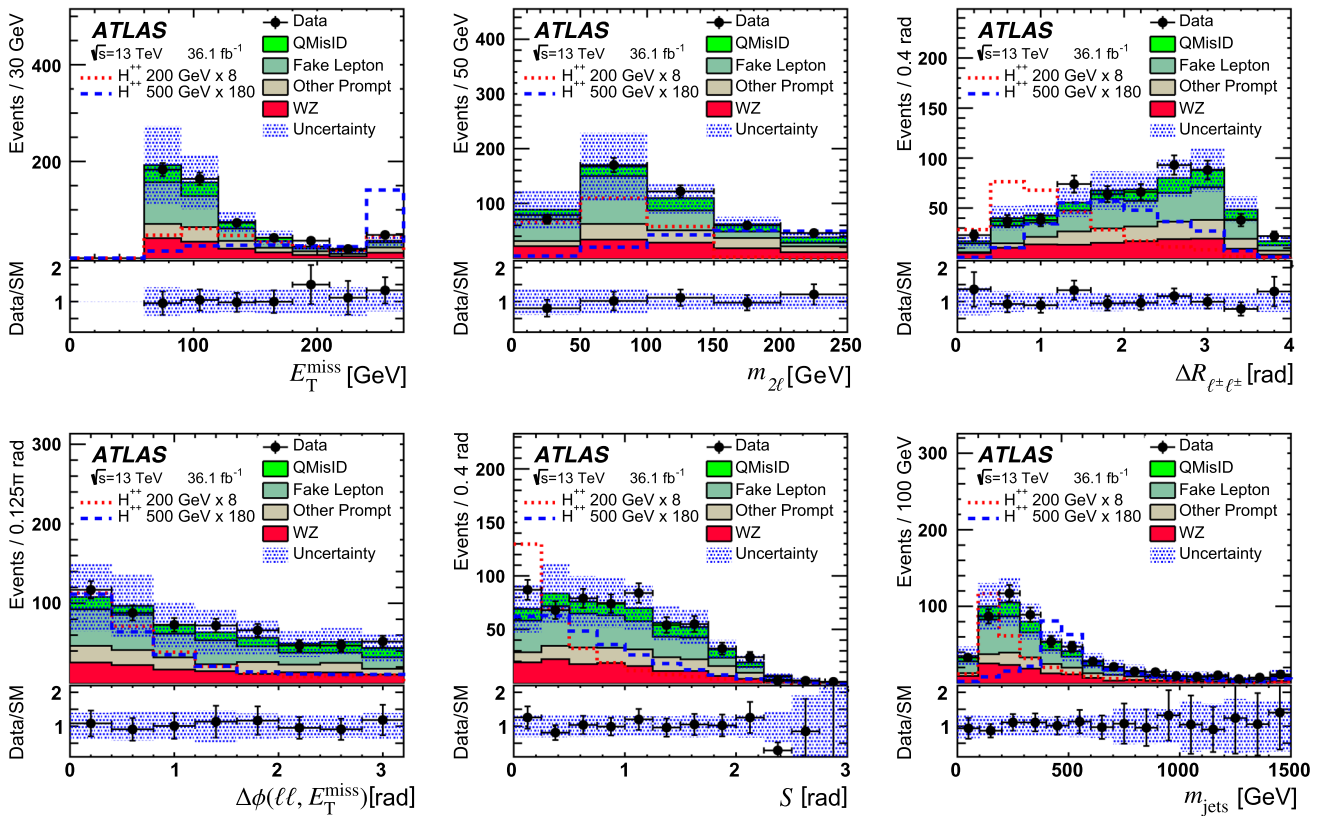 Events / 30 GeV
400
200
ATLAS
√s=13 TeV 36.1 fb⁻¹
H⁺⁺ 200 GeV x 8
H⁺⁺ 500 GeV x 180
Data
QMisID
Fake Lepton
Other Prompt
WZ
Uncertainty
Data/SM
2
1
0 100 200
E_T^miss [GeV]
Events / 50 GeV
400
300
200
100
ATLAS
√s=13 TeV 36.1 fb⁻¹
H⁺⁺ 200 GeV x 8
H⁺⁺ 500 GeV x 180
Data
QMisID
Fake Lepton
Other Prompt
WZ
Uncertainty
Data/SM
2
1
0 50 100 150 200 250
m_2ℓ [GeV]
Events / 0.4 rad
200
150
100
50
ATLAS
√s=13 TeV 36.1 fb⁻¹
H⁺⁺ 200 GeV x 8
H⁺⁺ 500 GeV x 180
Data
QMisID
Fake Lepton
Other Prompt
WZ
Uncertainty
Data/SM
2
1
0 1 2 3 4
ΔR_ℓ±ℓ± [rad]
Events / 0.125π rad
300
200
100
ATLAS
√s=13 TeV 36.1 fb⁻¹
H⁺⁺ 200 GeV x 8
H⁺⁺ 500 GeV x 180
Data
QMisID
Fake Lepton
Other Prompt
WZ
Uncertainty
Data/SM
2
1
0 1 2 3
Δϕ(ℓℓ, E_T^miss)[rad]
Events / 0.4 rad
200
150
100
50
ATLAS
√s=13 TeV 36.1 fb⁻¹
H⁺⁺ 200 GeV x 8
H⁺⁺ 500 GeV x 180
Data
QMisID
Fake Lepton
Other Prompt
WZ
Uncertainty
Data/SM
2
1
0 1 2 3
S [rad]
Events / 100 GeV
300
200
100
ATLAS
√s=13 TeV 36.1 fb⁻¹
H⁺⁺ 200 GeV x 8
H⁺⁺ 500 GeV x 180
Data
QMisID
Fake Lepton
Other Prompt
WZ
Uncertainty
Data/SM
2
1
0 500 1000 1500
m_jets [GeV]